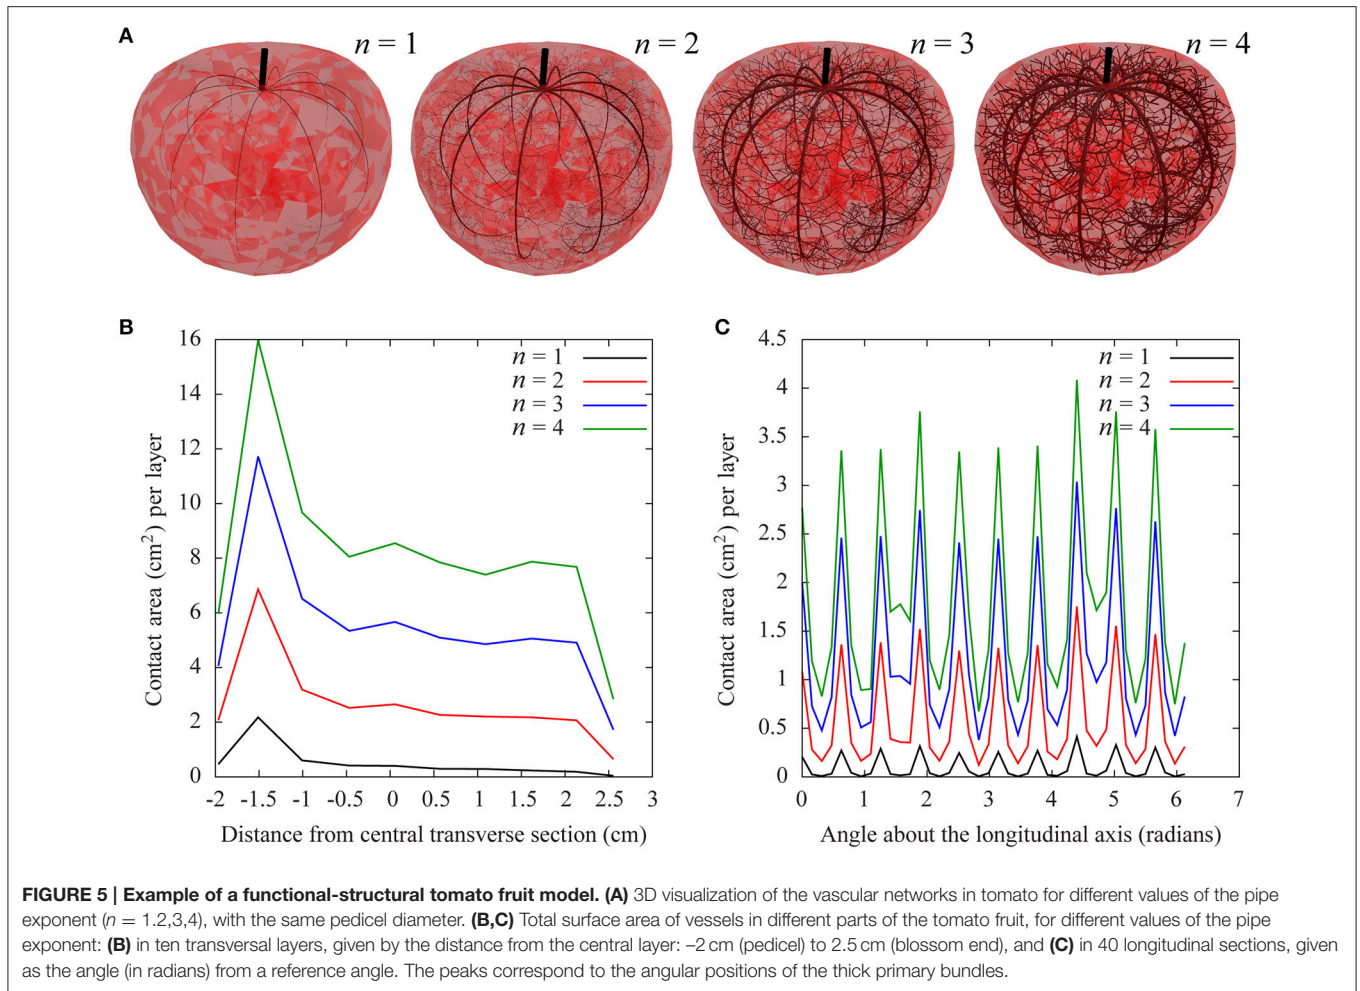 A
n = 1
n = 2
n = 3
n = 4
B
16
14
12
10
8
6
4
2
0
-2 -1.5 -1 -0.5 0 0.5 1 1.5 2 2.5 3
Contact area (cm²) per layer
Distance from central transverse section (cm)
n = 1
n = 2
n = 3
n = 4
C
4.5
4
3.5
3
2.5
2
1.5
1
0.5
0
0 1 2 3 4 5 6 7
Contact area (cm²) per layer
Angle about the longitudinal axis (radians)
n = 1
n = 2
n = 3
n = 4
FIGURE 5 | Example of a functional-structural tomato fruit model. (A) 3D visualization of the vascular networks in tomato for different values of the pipe
exponent (n = 1.2,3,4), with the same pedicel diameter. (B,C) Total surface area of vessels in different parts of the tomato fruit, for different values of the pipe
exponent: (B) in ten transversal layers, given by the distance from the central layer: –2 cm (pedicel) to 2.5 cm (blossom end), and (C) in 40 longitudinal sections, given
as the angle (in radians) from a reference angle. The peaks correspond to the angular positions of the thick primary bundles.